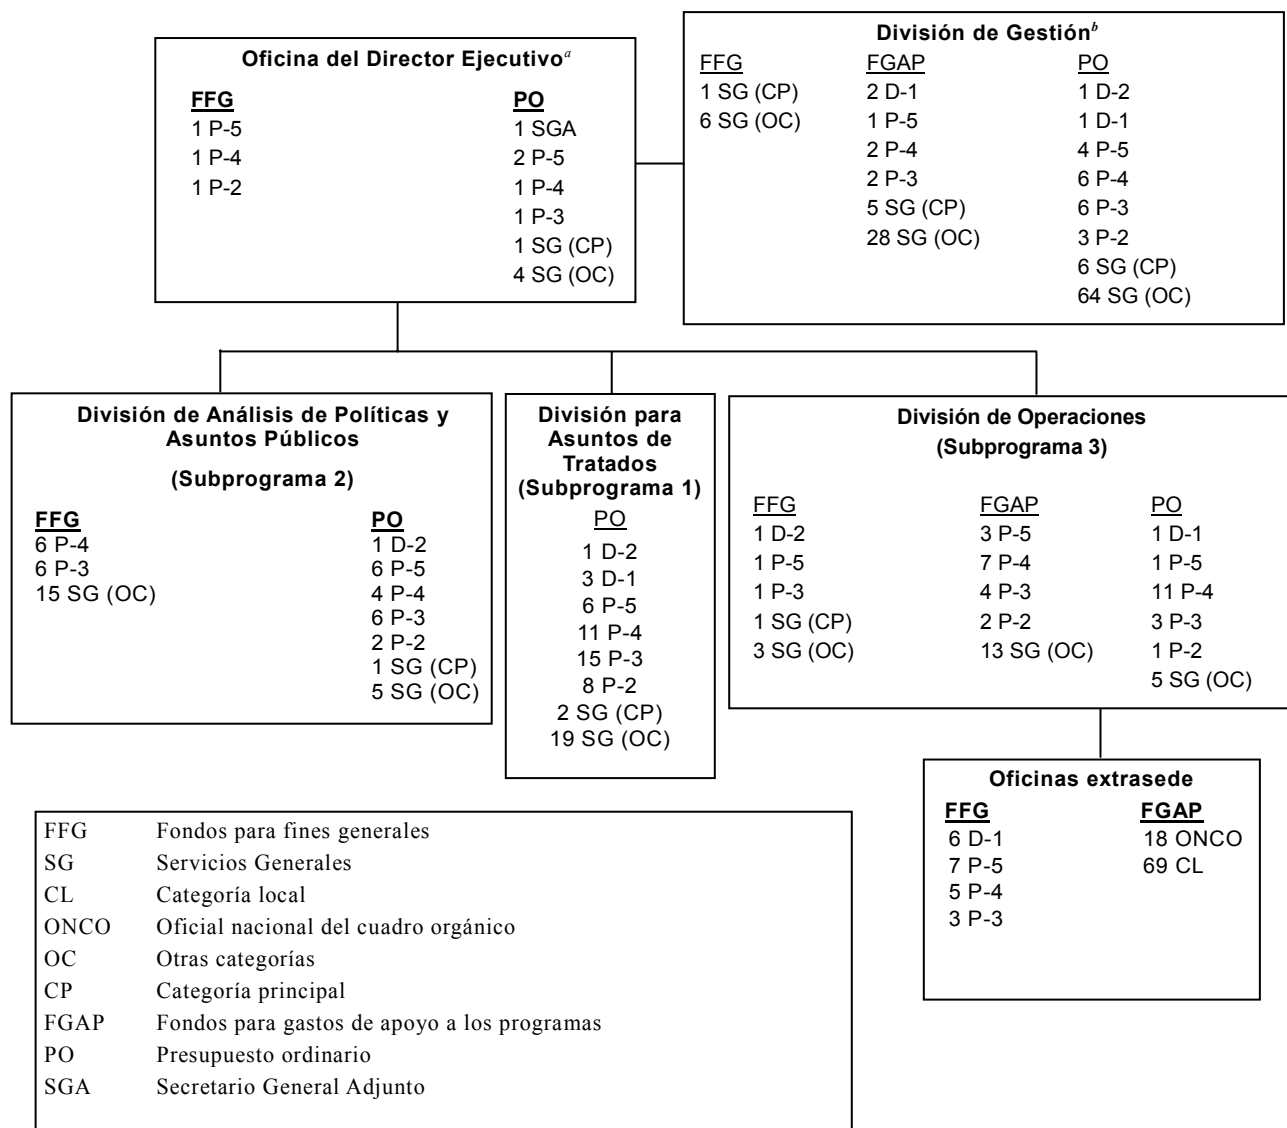 Oficina del Director Ejecutivo a
FFG PO
1 P-5 1 SGA
1 P-4 2 P-5
1 P-2 1 P-4
1 P-3
1 SG (CP)
4 SG (OC)
División de Gestión b
FFG FGAP PO
1 SG (CP) 2 D-1 1 D-2
6 SG (OC) 1 P-5 1 D-1
2 P-4 4 P-5
2 P-3 6 P-4
5 SG (CP) 6 P-3
28 SG (OC) 3 P-2
6 SG (CP)
64 SG (OC)
División de Análisis de Políticas y
Asuntos Públicos
(Subprograma 2)
FFG PO
6 P-4 1 D-2
6 P-3 6 P-5
15 SG (OC) 4 P-4
6 P-3
2 P-2
1 SG (CP)
5 SG (OC)
División para
Asuntos de
Tratados
(Subprograma 1)
PO
1 D-2
3 D-1
6 P-5
11 P-4
15 P-3
8 P-2
2 SG (CP)
19 SG (OC)
División de Operaciones
(Subprograma 3)
FFG FGAP PO
1 D-2 3 P-5 1 D-1
1 P-5 7 P-4 1 P-5
1 P-3 4 P-3 11 P-4
1 SG (CP) 2 P-2 3 P-3
3 SG (OC) 13 SG (OC) 1 P-2
5 SG (OC)
Oficinas extrasede
FFG FGAP
6 D-1 18 ONCO
7 P-5 69 CL
5 P-4
3 P-3
FFG Fondos para fines generales
SG Servicios Generales
CL Categoría local
ONCO Oficial nacional del cuadro orgánico
OC Otras categorías
CP Categoría principal
FGAP Fondos para gastos de apoyo a los programas
PO Presupuesto ordinario
SGA Secretario General Adjunto